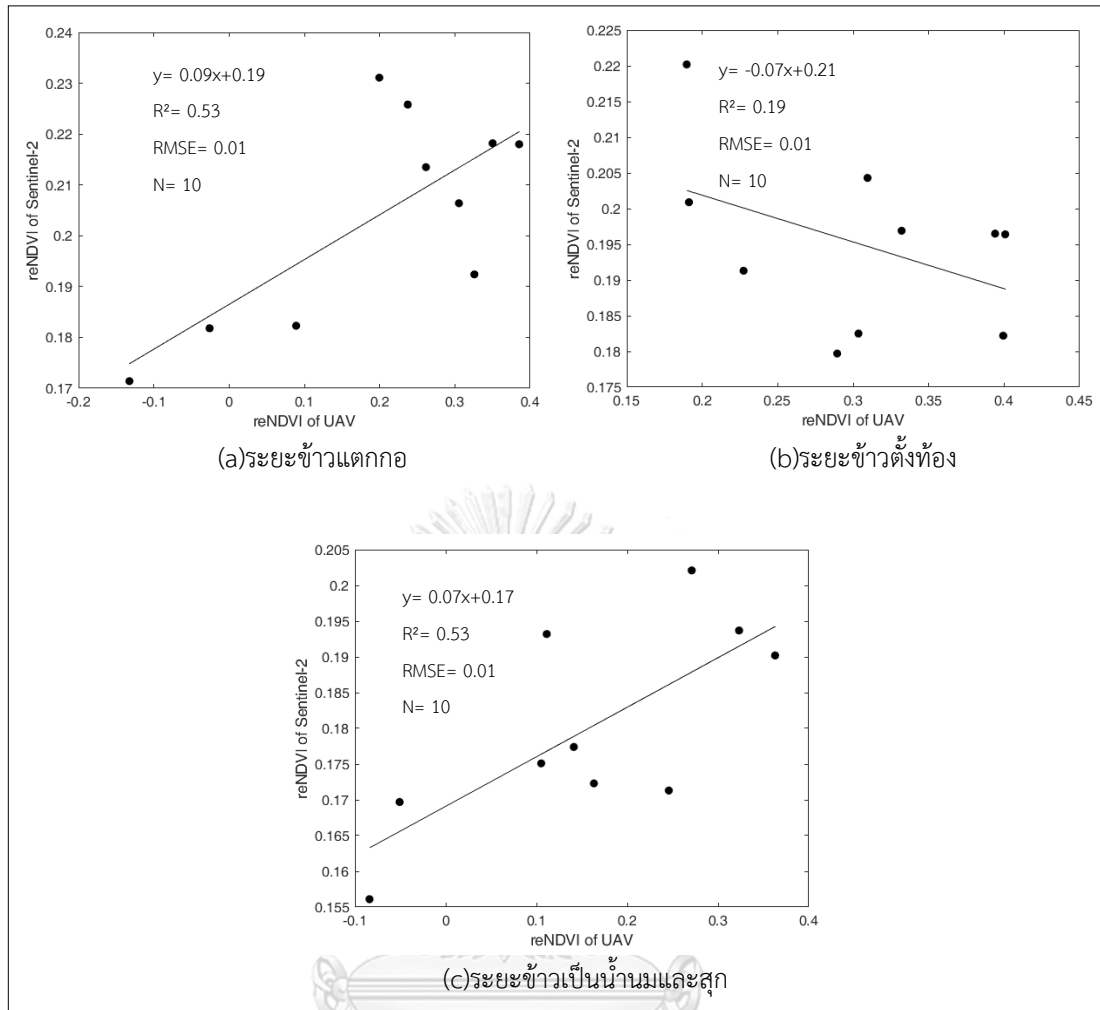 0.24
0.23
0.22
0.21
0.2
0.19
0.18
0.17
reNDVI of Sentinel-2
y= 0.09x+0.19
R²= 0.53
RMSE= 0.01
N= 10
-0.2 -0.1 0 0.1 0.2 0.3 0.4
reNDVI of UAV
(a)ระยะข้าวแตกกอ
0.225
0.22
0.215
0.21
0.205
0.2
0.195
0.19
0.185
0.18
0.175
reNDVI of Sentinel-2
y= -0.07x+0.21
R²= 0.19
RMSE= 0.01
N= 10
0.15 0.2 0.25 0.3 0.35 0.4 0.45
reNDVI of UAV
(b)ระยะข้าวตั้งท้อง
0.205
0.2
0.195
0.19
0.185
0.18
0.175
0.17
0.165
0.16
0.155
reNDVI of Sentinel-2
y= 0.07x+0.17
R²= 0.53
RMSE= 0.01
N= 10
-0.1 0 0.1 0.2 0.3 0.4
reNDVI of UAV
(c)ระยะข้าวเป็นน้ำนมและสุก